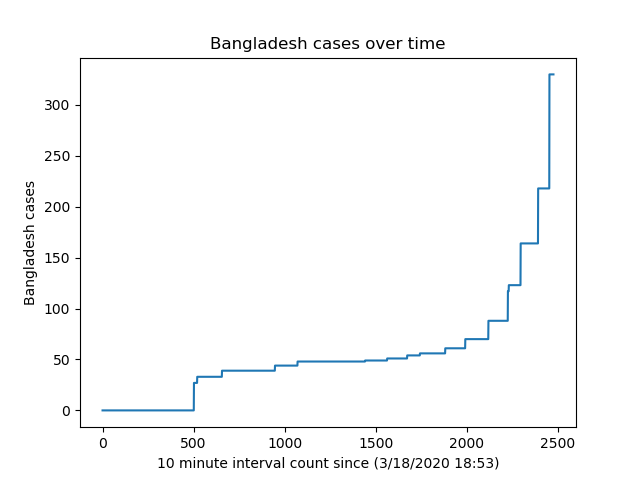 Bangladesh cases over time
Bangladesh cases
300
250
200
150
100
50
0
0 500 1000 1500 2000 2500
10 minute interval count since (3/18/2020 18:53)